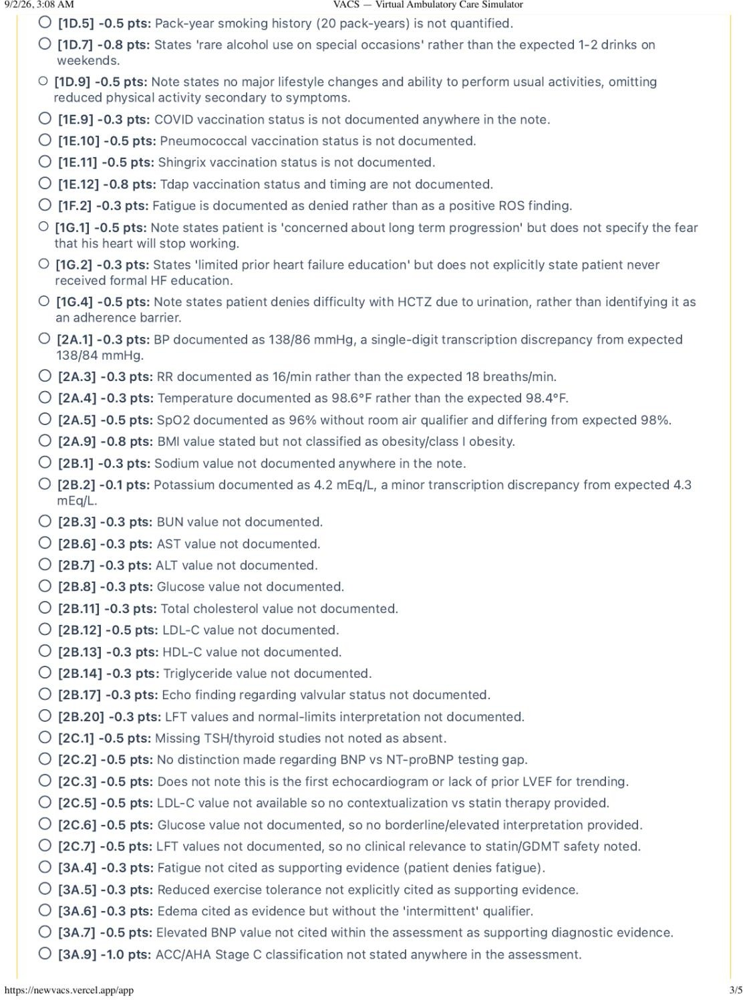 9/2/26, 3:08 AM VACS — Virtual Ambulatory Care Simulator
[1D.5] -0.5 pts: Pack-year smoking history (20 pack-years) is not quantified.
[1D.7] -0.8 pts: States 'rare alcohol use on special occasions' rather than the expected 1-2 drinks on
weekends.
[1D.9] -0.5 pts: Note states no major lifestyle changes and ability to perform usual activities, omitting
reduced physical activity secondary to symptoms.
[1E.9] -0.3 pts: COVID vaccination status is not documented anywhere in the note.
[1E.10] -0.5 pts: Pneumococcal vaccination status is not documented.
[1E.11] -0.5 pts: Shingrix vaccination status is not documented.
[1E.12] -0.8 pts: Tdap vaccination status and timing are not documented.
[1F.2] -0.3 pts: Fatigue is documented as denied rather than as a positive ROS finding.
[1G.1] -0.5 pts: Note states patient is 'concerned about long term progression' but does not specify the fear
that his heart will stop working.
[1G.2] -0.3 pts: States 'limited prior heart failure education' but does not explicitly state patient never
received formal HF education.
[1G.4] -0.5 pts: Note states patient denies difficulty with HCTZ due to urination, rather than identifying it as
an adherence barrier.
[2A.1] -0.3 pts: BP documented as 138/86 mmHg, a single-digit transcription discrepancy from expected
138/84 mmHg.
[2A.3] -0.3 pts: RR documented as 16/min rather than the expected 18 breaths/min.
[2A.4] -0.3 pts: Temperature documented as 98.6°F rather than the expected 98.4°F.
[2A.5] -0.5 pts: SpO2 documented as 96% without room air qualifier and differing from expected 98%.
[2A.9] -0.8 pts: BMI value stated but not classified as obesity/class I obesity.
[2B.1] -0.3 pts: Sodium value not documented anywhere in the note.
[2B.2] -0.1 pts: Potassium documented as 4.2 mEq/L, a minor transcription discrepancy from expected 4.3
mEq/L.
[2B.3] -0.3 pts: BUN value not documented.
[2B.6] -0.3 pts: AST value not documented.
[2B.7] -0.3 pts: ALT value not documented.
[2B.8] -0.3 pts: Glucose value not documented.
[2B.11] -0.3 pts: Total cholesterol value not documented.
[2B.12] -0.5 pts: LDL-C value not documented.
[2B.13] -0.3 pts: HDL-C value not documented.
[2B.14] -0.3 pts: Triglyceride value not documented.
[2B.17] -0.3 pts: Echo finding regarding valvular status not documented.
[2B.20] -0.3 pts: LFT values and normal-limits interpretation not documented.
[2C.1] -0.5 pts: Missing TSH/thyroid studies not noted as absent.
[2C.2] -0.5 pts: No distinction made regarding BNP vs NT-proBNP testing gap.
[2C.3] -0.5 pts: Does not note this is the first echocardiogram or lack of prior LVEF for trending.
[2C.5] -0.5 pts: LDL-C value not available so no contextualization vs statin therapy provided.
[2C.6] -0.5 pts: Glucose value not documented, so no borderline/elevated interpretation provided.
[2C.7] -0.5 pts: LFT values not documented, so no clinical relevance to statin/GDMT safety noted.
[3A.4] -0.3 pts: Fatigue not cited as supporting evidence (patient denies fatigue).
[3A.5] -0.3 pts: Reduced exercise tolerance not explicitly cited as supporting evidence.
[3A.6] -0.3 pts: Edema cited as evidence but without the 'intermittent' qualifier.
[3A.7] -0.5 pts: Elevated BNP value not cited within the assessment as supporting diagnostic evidence.
[3A.9] -1.0 pts: ACC/AHA Stage C classification not stated anywhere in the assessment.
https://newvacs.vercel.app/app 3/5